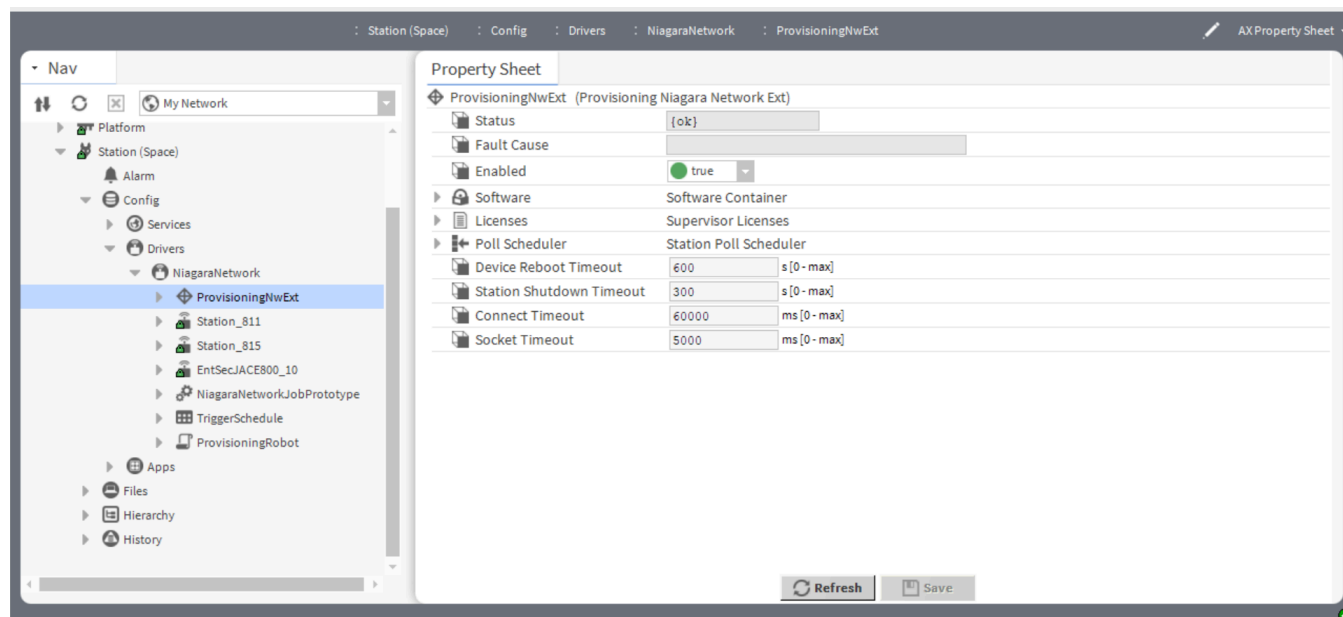 : Station (Space) : Config : Drivers : NiagaraNetwork : ProvisioningNwExt AX Property Sheet
Nav
My Network
Platform
Station (Space)
Alarm
Config
Services
Drivers
NiagaraNetwork
ProvisioningNwExt
Station_811
Station_815
EntSecJACE800_10
NiagaraNetworkJobPrototype
TriggerSchedule
ProvisioningRobot
Apps
Files
Hierarchy
History
Property Sheet
ProvisioningNwExt (Provisioning Niagara Network Ext)
Status {ok}
Fault Cause
Enabled true
Software Software Container
Licenses Supervisor Licenses
Poll Scheduler Station Poll Scheduler
Device Reboot Timeout 600 s [0 - max]
Station Shutdown Timeout 300 s [0 - max]
Connect Timeout 60000 ms [0 - max]
Socket Timeout 5000 ms [0 - max]
Refresh Save